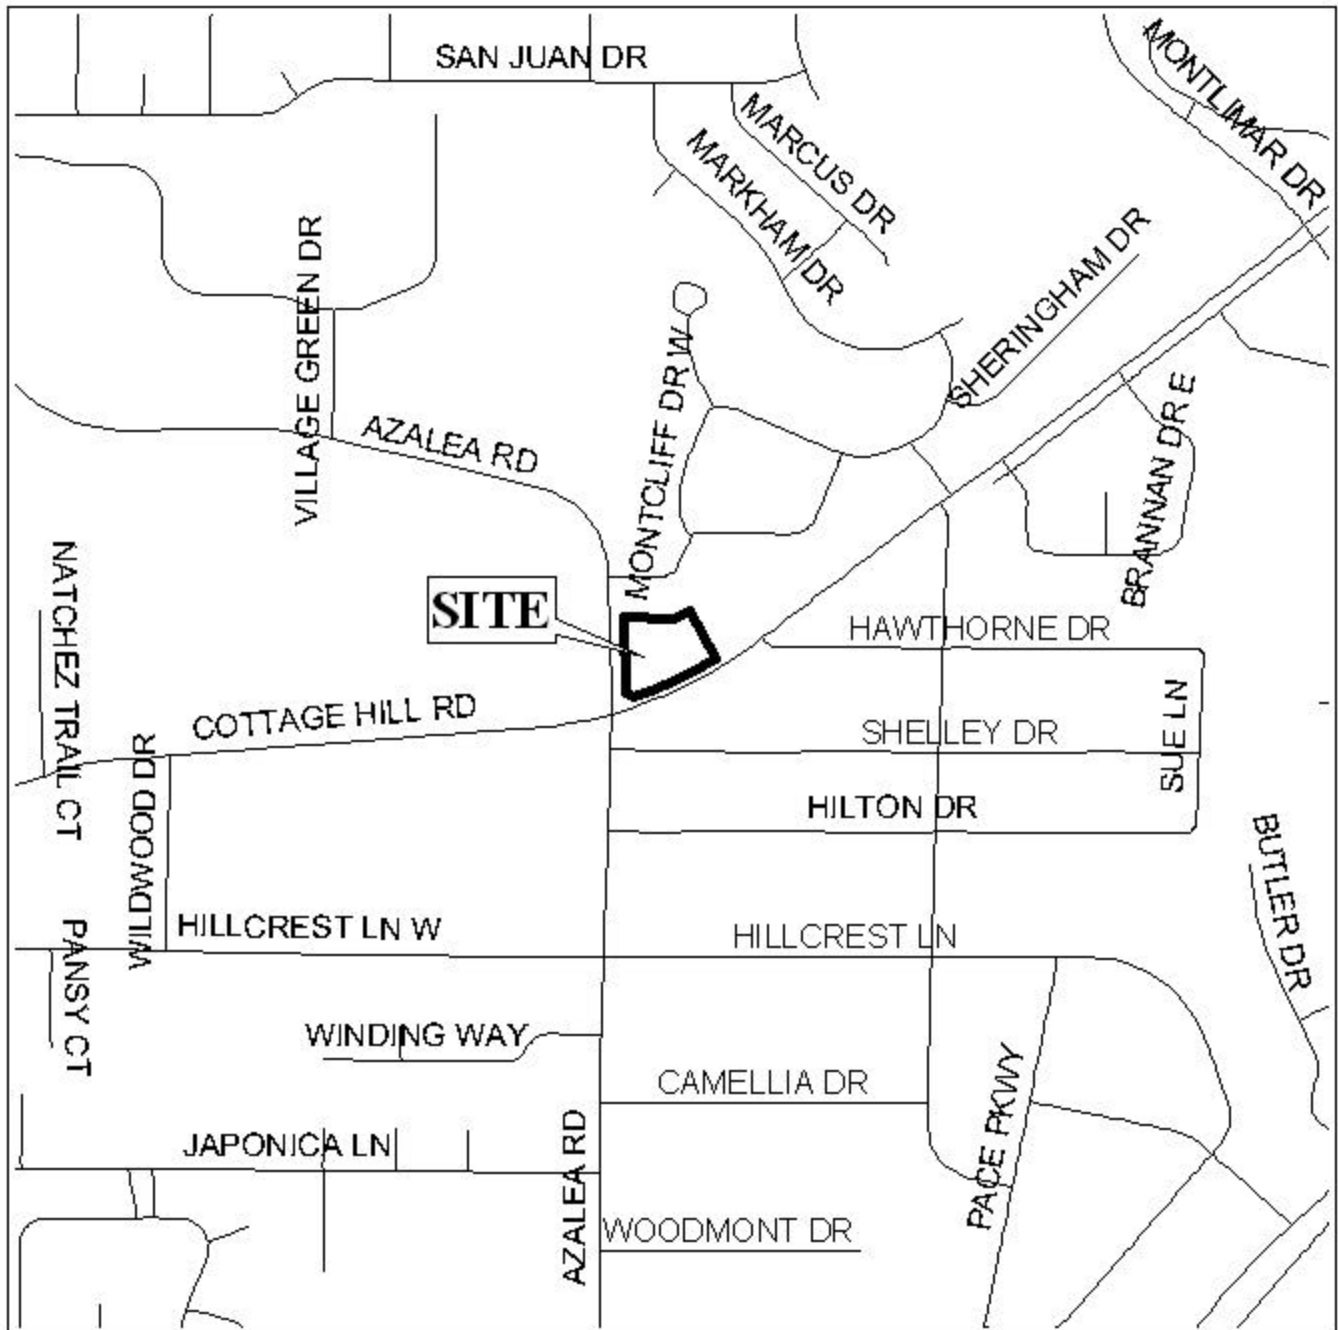 SAN JUAN DR
MONTLIMAR DR
MARCUS DR
MARKHAM DR
SHERINGHAM DR
VILLAGE GREEN DR
MONTCLIFF DR W
AZALEA RD
BRANNAN DR E
NATCHEZ TRAIL CT
SITE
HAWTHORNE DR
COTTAGE HILL RD
SHELLEY DR
SUE LN
WILDWOOD DR
HILTON DR
BUTLER DR
PANSY CT
HILLCREST LN W
HILLCREST LN
WINDING WAY
CAMELLIA DR
PACE PKWY
JAPONICA LN
AZALEA RD
WOODMONT DR